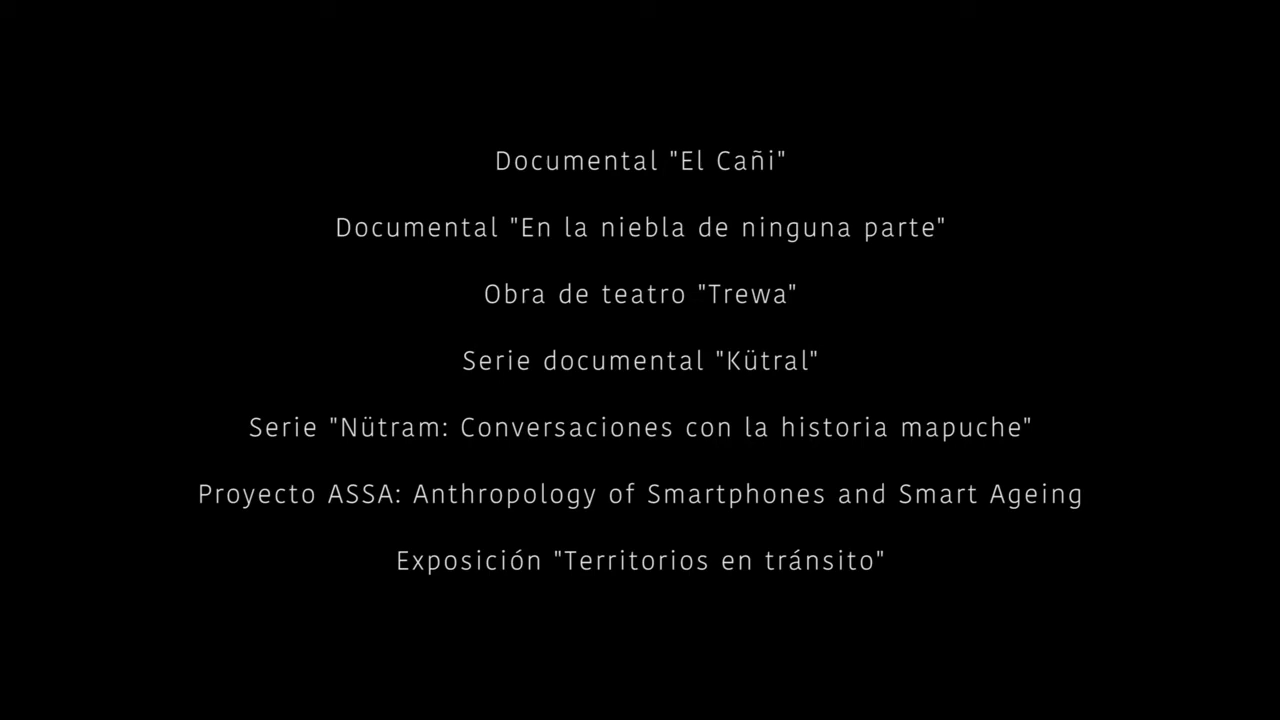 Documental "El Cañi"
Documental "En la niebla de ninguna parte"
Obra de teatro "Trewa"
Serie documental "Kütral"
Serie "Nütram: Conversaciones con la historia mapuche"
Proyecto ASSA: Anthropology of Smartphones and Smart Ageing
Exposición "Territorios en tránsito"